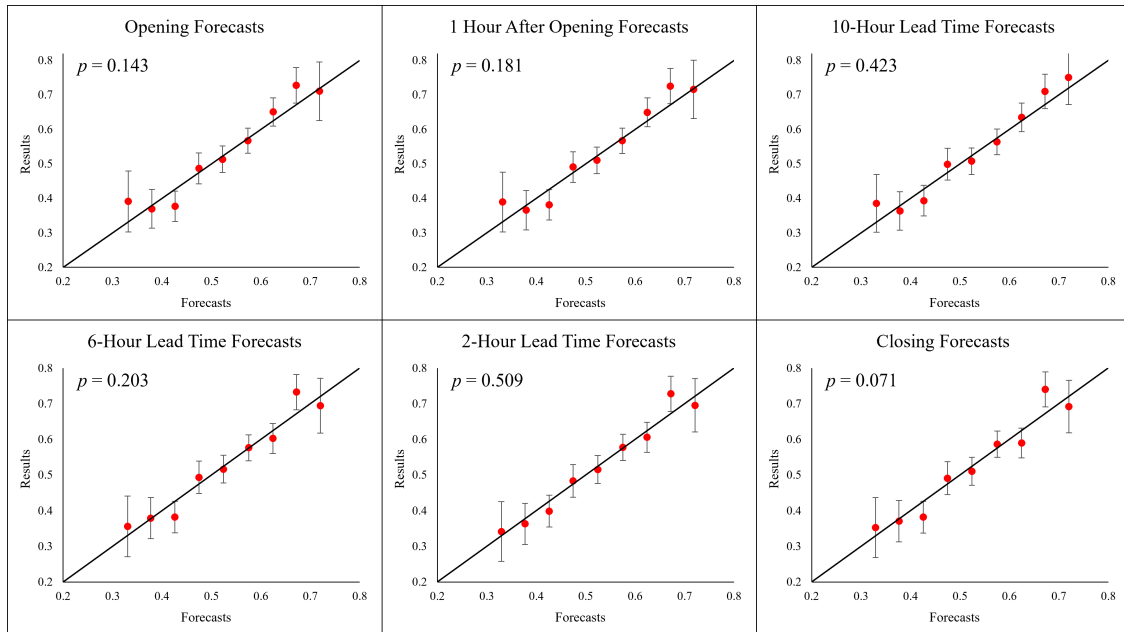 Opening Forecasts
p = 0.143
0.8
0.7
0.6
0.5
0.4
0.3
0.2
Results
0.2 0.3 0.4 0.5 0.6 0.7 0.8
Forecasts
1 Hour After Opening Forecasts
p = 0.181
0.8
0.7
0.6
0.5
0.4
0.3
0.2
Results
0.2 0.3 0.4 0.5 0.6 0.7 0.8
Forecasts
10-Hour Lead Time Forecasts
p = 0.423
0.8
0.7
0.6
0.5
0.4
0.3
0.2
Results
0.2 0.3 0.4 0.5 0.6 0.7 0.8
Forecasts
6-Hour Lead Time Forecasts
p = 0.203
0.8
0.7
0.6
0.5
0.4
0.3
0.2
Results
0.2 0.3 0.4 0.5 0.6 0.7 0.8
Forecasts
2-Hour Lead Time Forecasts
p = 0.509
0.8
0.7
0.6
0.5
0.4
0.3
0.2
Results
0.2 0.3 0.4 0.5 0.6 0.7 0.8
Forecasts
Closing Forecasts
p = 0.071
0.8
0.7
0.6
0.5
0.4
0.3
0.2
Results
0.2 0.3 0.4 0.5 0.6 0.7 0.8
Forecasts